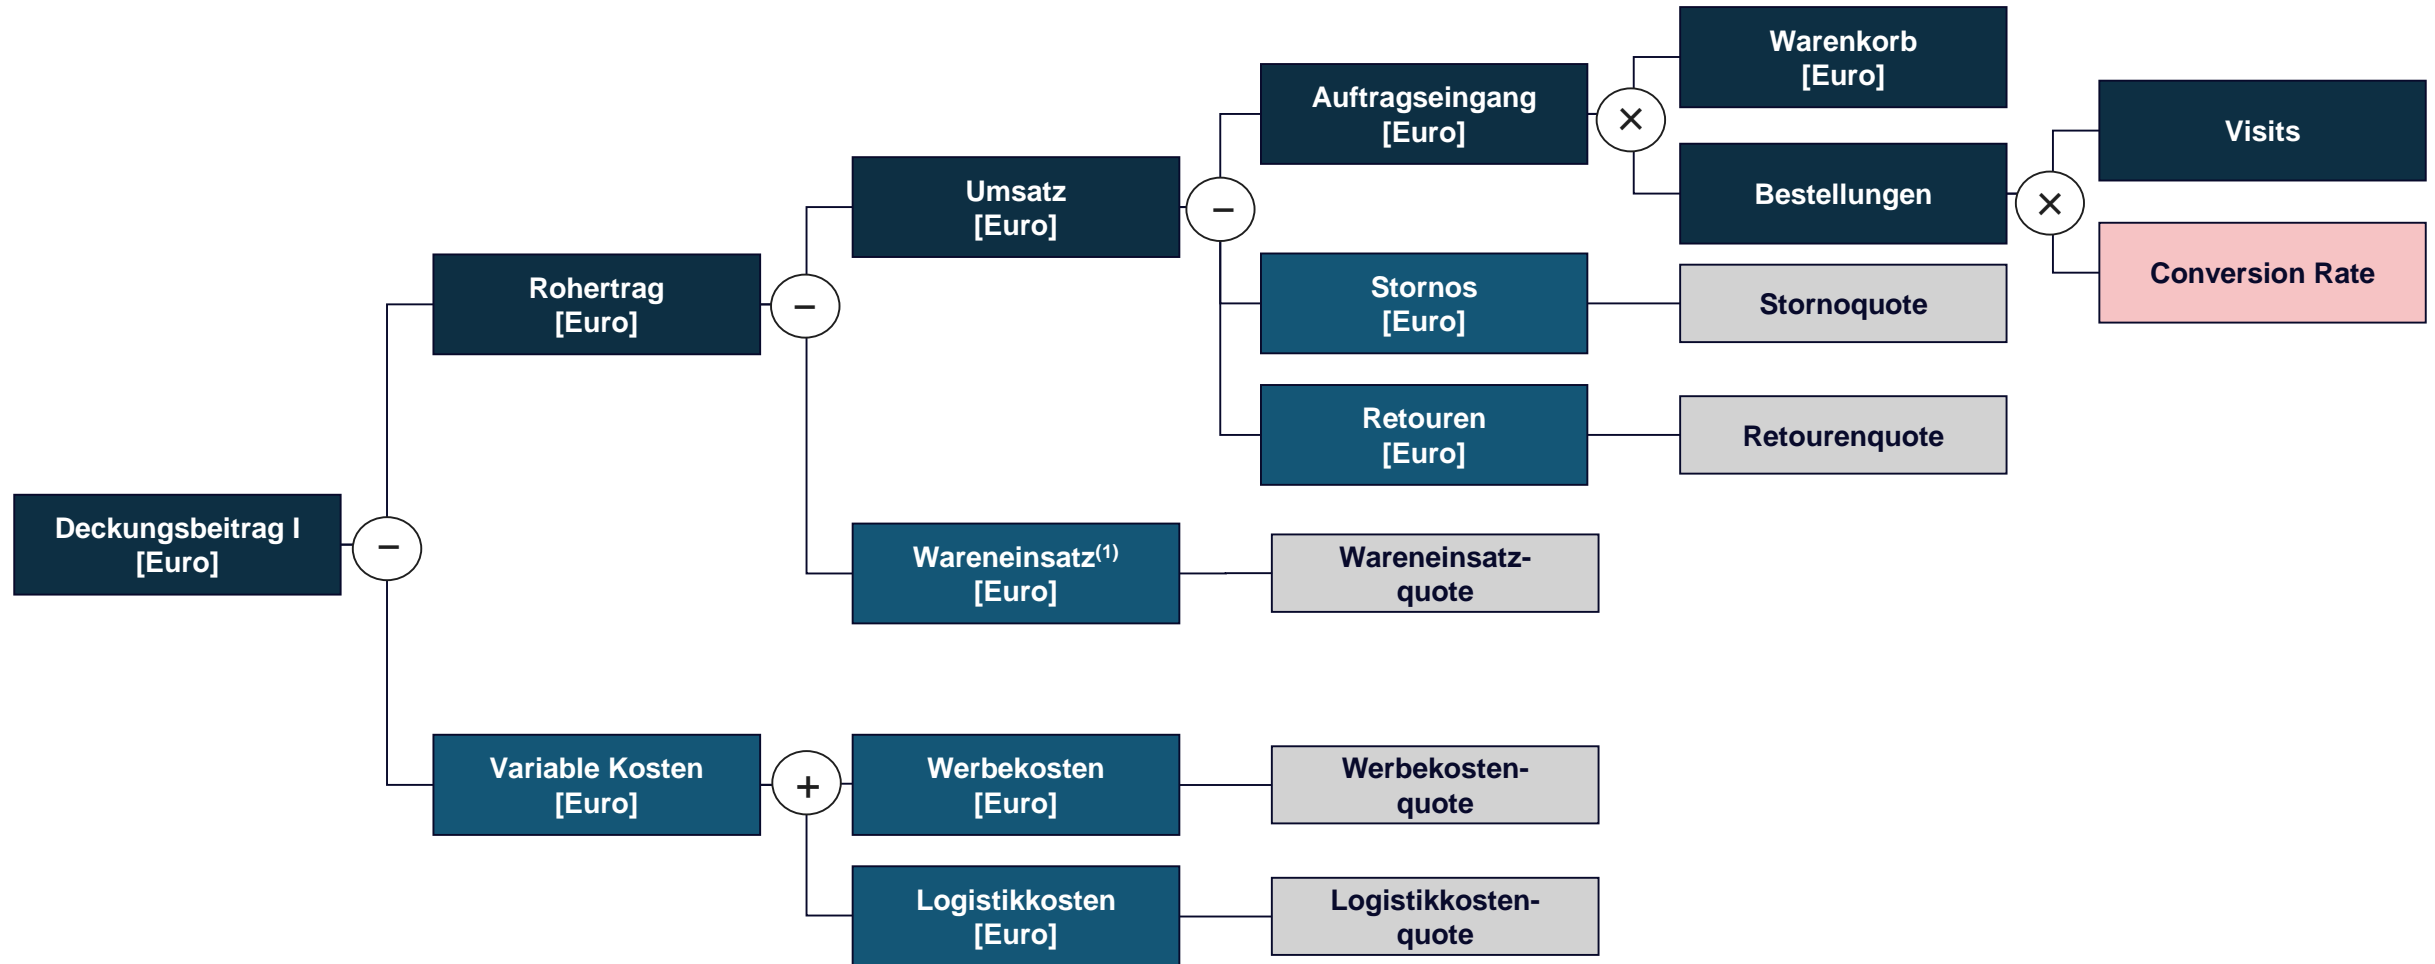 Warenkorb
[Euro]
Auftragseingang
[Euro]
×
Visits
Umsatz
[Euro]
Bestellungen
×
−
Conversion Rate
Rohertrag
[Euro]
−
Stornos
[Euro]
Stornoquote
Retouren
[Euro]
Retourenquote
Deckungsbeitrag I
[Euro]
−
Wareneinsatz(1)
[Euro]
Wareneinsatz-
quote
Variable Kosten
[Euro]
+
Werbekosten
[Euro]
Werbekosten-
quote
Logistikkosten
[Euro]
Logistikkosten-
quote